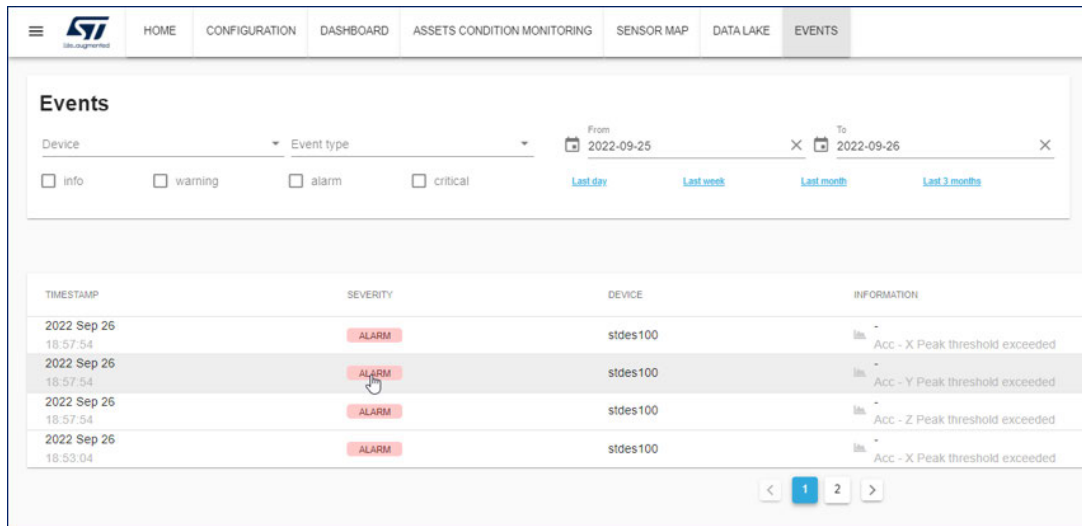 life.augmented
HOME CONFIGURATION DASHBOARD ASSETS CONDITION MONITORING SENSOR MAP DATA LAKE EVENTS
Events
Device Event type From 2022-09-25 To 2022-09-26
info warning alarm critical Last day Last week Last month Last 3 months
TIMESTAMP SEVERITY DEVICE INFORMATION
2022 Sep 26 ALARM stdes100 -
18:57:54 Acc - X Peak threshold exceeded
2022 Sep 26 ALARM stdes100 -
18:57:54 Acc - Y Peak threshold exceeded
2022 Sep 26 ALARM stdes100 -
18:57:54 Acc - Z Peak threshold exceeded
2022 Sep 26 ALARM stdes100 -
18:53:04 Acc - X Peak threshold exceeded
< 1 2 >